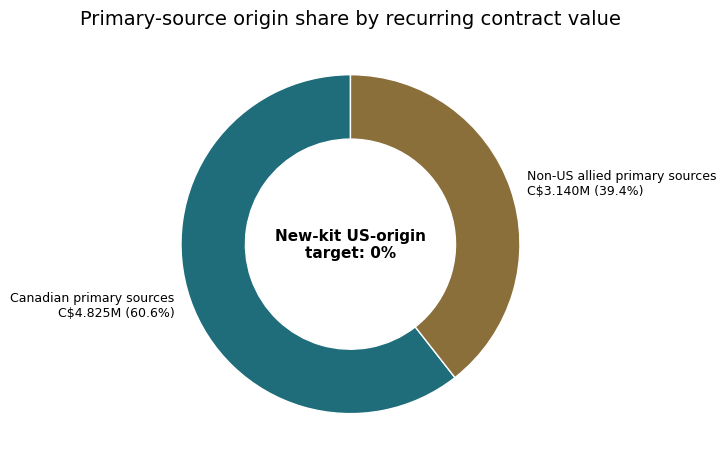 Primary-source origin share by recurring contract value
Non-US allied primary sources
C$3.140M (39.4%)
New-kit US-origin
target: 0%
Canadian primary sources
C$4.825M (60.6%)